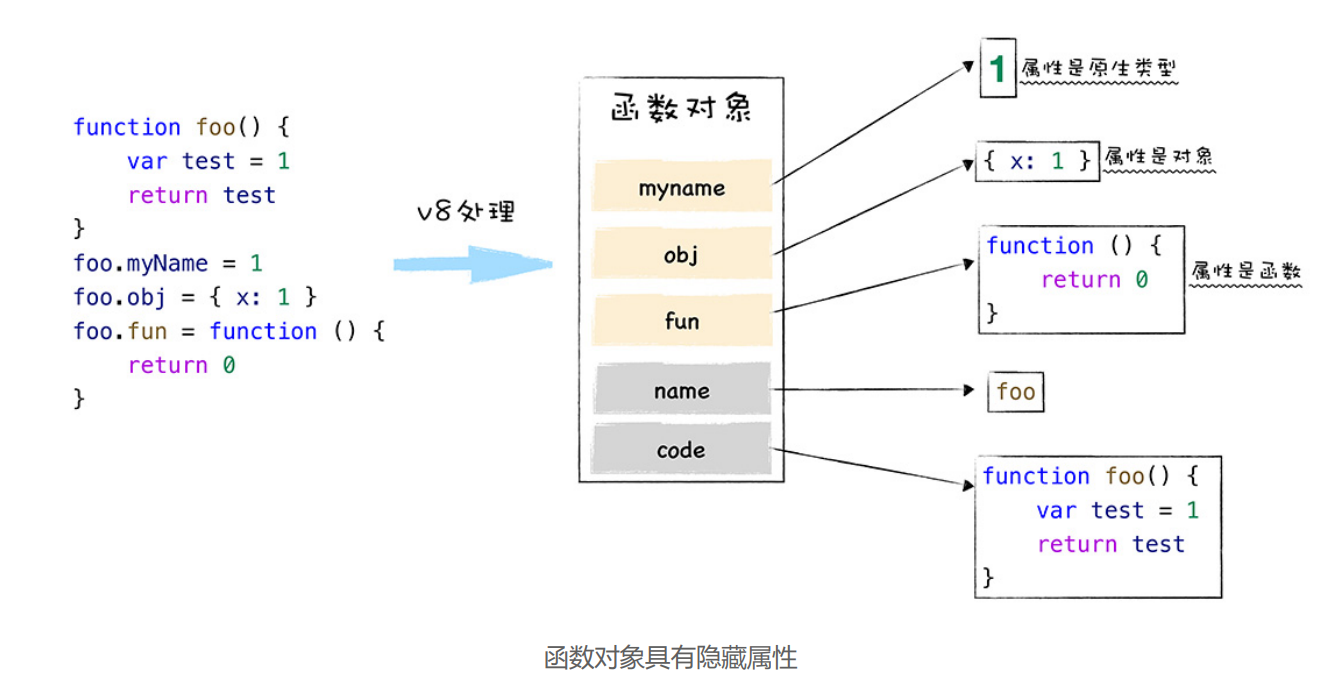 function foo() {
    var test = 1
    return test
}
foo.myName = 1
foo.obj = { x: 1 }
foo.fun = function () {
    return 0
}
v8处理
函数对象
myname
obj
fun
name
code
1 属性是原生类型
{ x: 1 } 属性是对象
function () {
    return 0
}
属性是函数
foo
function foo() {
    var test = 1
    return test
}
函数对象具有隐藏属性